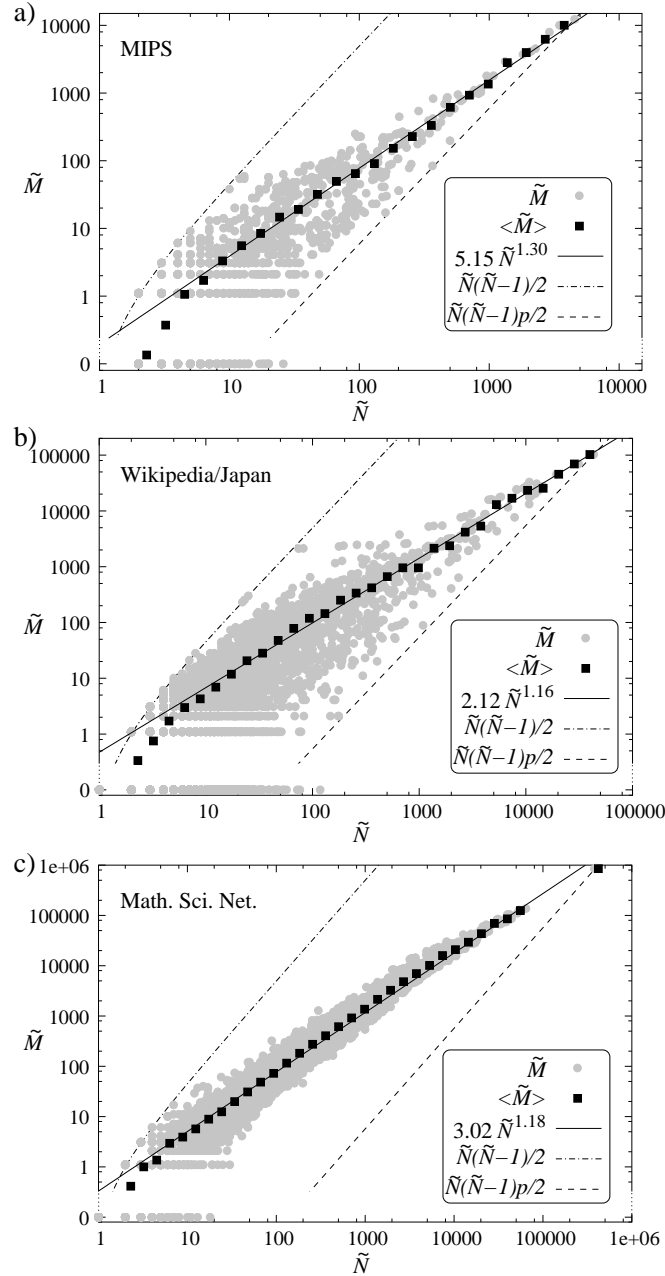 a)
MIPS
10000
1000
100
10
1
0
M̃
M̃
<M̃>
5.15 Ñ^1.30
Ñ(Ñ−1)/2
Ñ(Ñ−1)p/2
1 10 100 1000 10000
Ñ
b)
Wikipedia/Japan
100000
10000
1000
100
10
1
0
M̃
M̃
<M̃>
2.12 Ñ^1.16
Ñ(Ñ−1)/2
Ñ(Ñ−1)p/2
1 10 100 1000 10000 100000
Ñ
c)
Math. Sci. Net.
1e+06
100000
10000
1000
100
10
1
0
M̃
M̃
<M̃>
3.02 Ñ^1.18
Ñ(Ñ−1)/2
Ñ(Ñ−1)p/2
1 10 100 1000 10000 100000 1e+06
Ñ